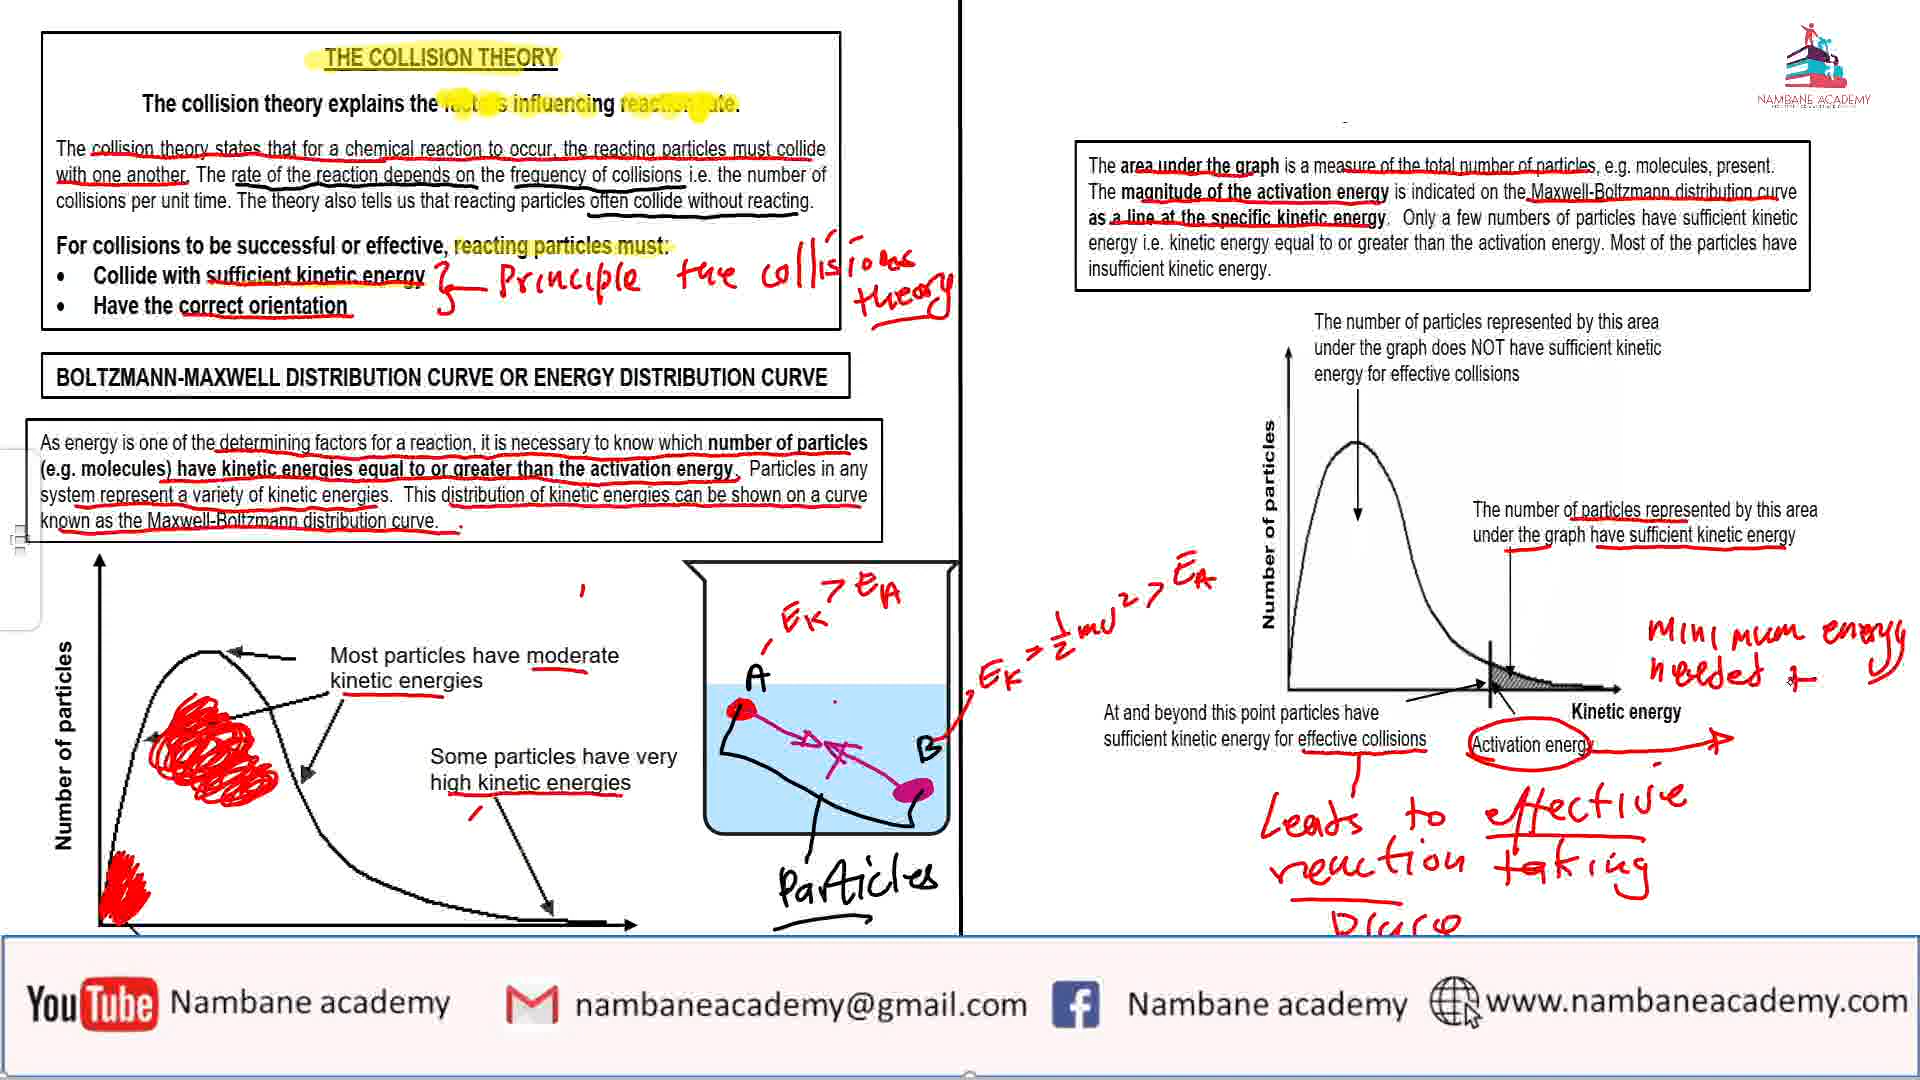 THE COLLISION THEORY
The collision theory explains the factors influencing reaction rate.
The collision theory states that for a chemical reaction to occur, the reacting particles must collide
with one another. The rate of the reaction depends on the frequency of collisions i.e. the number of
collisions per unit time. The theory also tells us that reacting particles often collide without reacting.
For collisions to be successful or effective, reacting particles must:
• Collide with sufficient kinetic energy
• Have the correct orientation
Principle the collisions
theory
BOLTZMANN-MAXWELL DISTRIBUTION CURVE OR ENERGY DISTRIBUTION CURVE
As energy is one of the determining factors for a reaction, it is necessary to know which number of particles
(e.g. molecules) have kinetic energies equal to or greater than the activation energy. Particles in any
system represent a variety of kinetic energies. This distribution of kinetic energies can be shown on a curve
known as the Maxwell-Boltzmann distribution curve.
Number of particles
Most particles have moderate
kinetic energies
Some particles have very
high kinetic energies
EK > EA
A
B
Particles
EK = 1/2 mv² > EA
NAMBANE ACADEMY
The area under the graph is a measure of the total number of particles, e.g. molecules, present.
The magnitude of the activation energy is indicated on the Maxwell-Boltzmann distribution curve
as a line at the specific kinetic energy. Only a few numbers of particles have sufficient kinetic
energy i.e. kinetic energy equal to or greater than the activation energy. Most of the particles have
insufficient kinetic energy.
The number of particles represented by this area
under the graph does NOT have sufficient kinetic
energy for effective collisions
Number of particles
The number of particles represented by this area
under the graph have sufficient kinetic energy
Minimum energy
needed
Kinetic energy
At and beyond this point particles have
sufficient kinetic energy for effective collisions
Activation energy
Leads to effective
reaction taking
YouTube Nambane academy
nambaneacademy@gmail.com
Nambane academy
www.nambaneacademy.com